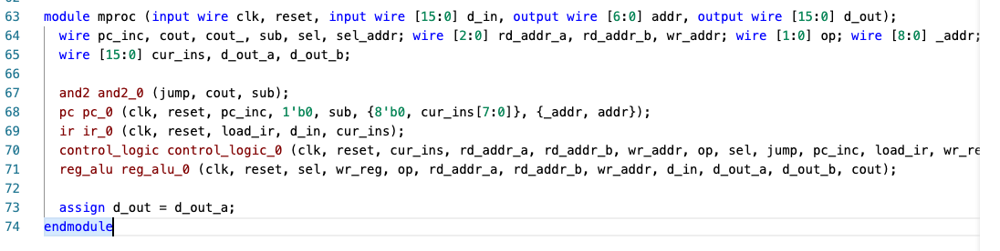 63 module mproc (input wire clk, reset, input wire [15:0] d_in, output wire [6:0] addr, output wire [15:0] d_out);
64 wire pc_inc, cout, cout_, sub, sel, sel_addr; wire [2:0] rd_addr_a, rd_addr_b, wr_addr; wire [1:0] op; wire [8:0] _addr;
65 wire [15:0] cur_ins, d_out_a, d_out_b;
66
67 and2 and2_0 (jump, cout, sub);
68 pc pc_0 (clk, reset, pc_inc, 1'b0, sub, {8'b0, cur_ins[7:0]}, {_addr, addr});
69 ir ir_0 (clk, reset, load_ir, d_in, cur_ins);
70 control_logic control_logic_0 (clk, reset, cur_ins, rd_addr_a, rd_addr_b, wr_addr, op, sel, jump, pc_inc, load_ir, wr_re
71 reg_alu reg_alu_0 (clk, reset, sel, wr_reg, op, rd_addr_a, rd_addr_b, wr_addr, d_in, d_out_a, d_out_b, cout);
72
73 assign d_out = d_out_a;
74 endmodule